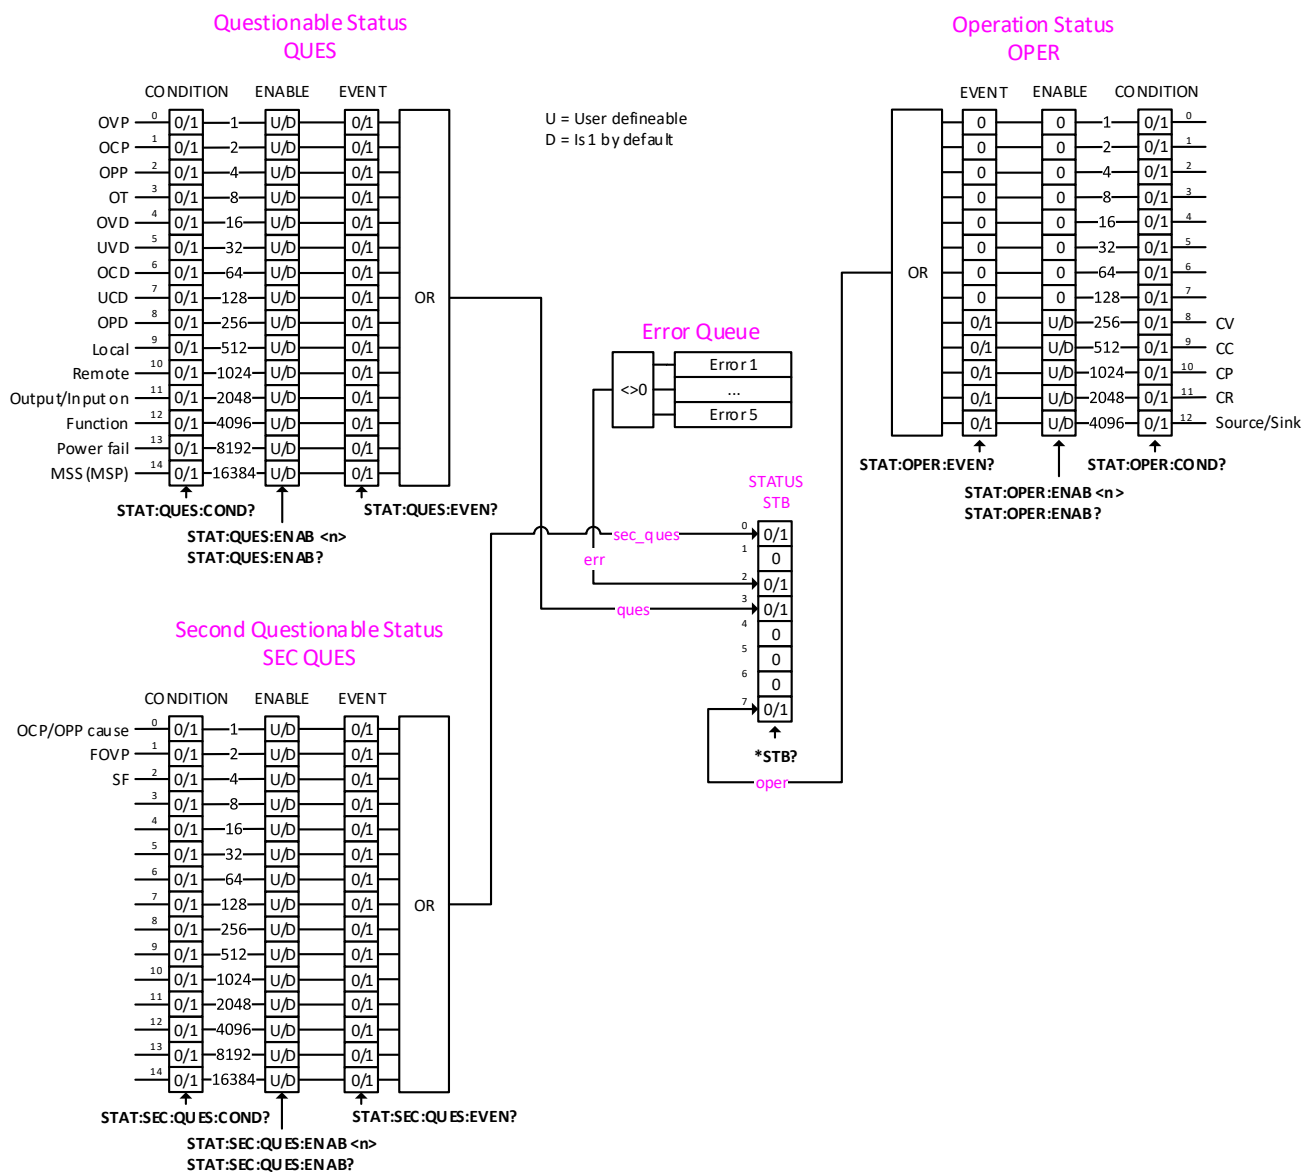 Questionable Status
QUES
CONDITION ENABLE EVENT
OVP 0 0/1 1 U/D 0/1
OCP 1 0/1 2 U/D 0/1
OPP 2 0/1 4 U/D 0/1
OT 3 0/1 8 U/D 0/1
OVD 4 0/1 16 U/D 0/1
UVD 5 0/1 32 U/D 0/1
OCD 6 0/1 64 U/D 0/1
UCD 7 0/1 128 U/D 0/1
OPD 8 0/1 256 U/D 0/1
Local 9 0/1 512 U/D 0/1
Remote 10 0/1 1024 U/D 0/1
Output/Input on 11 0/1 2048 U/D 0/1
Function 12 0/1 4096 U/D 0/1
Power fail 13 0/1 8192 U/D 0/1
MSS (MSP) 14 0/1 16384 U/D 0/1
OR
STAT:QUES:COND?
STAT:QUES:EVEN?
STAT:QUES:ENAB <n>
STAT:QUES:ENAB?
U = User defineable
D = Is 1 by default
Operation Status
OPER
EVENT ENABLE CONDITION
0 0 1 0/1 0
0 0 2 0/1 1
0 0 4 0/1 2
0 0 8 0/1 3
0 0 16 0/1 4
0 0 32 0/1 5
0 0 64 0/1 6
0 0 128 0/1 7
0/1 U/D 256 0/1 8 CV
0/1 U/D 512 0/1 9 CC
0/1 U/D 1024 0/1 10 CP
0/1 U/D 2048 0/1 11 CR
0/1 U/D 4096 0/1 12 Source/Sink
OR
STAT:OPER:EVEN?
STAT:OPER:COND?
STAT:OPER:ENAB <n>
STAT:OPER:ENAB?
Error Queue
<>0
Error 1
...
Error 5
STATUS
STB
sec_ques 0 0/1
1 0
err 2 0/1
ques 3 0/1
4 0
5 0
6 0
7 0/1
*STB?
oper
Second Questionable Status
SEC QUES
CONDITION ENABLE EVENT
OCP/OPP cause 0 0/1 1 U/D 0/1
FOVP 1 0/1 2 U/D 0/1
SF 2 0/1 4 U/D 0/1
3 0/1 8 U/D 0/1
4 0/1 16 U/D 0/1
5 0/1 32 U/D 0/1
6 0/1 64 U/D 0/1
7 0/1 128 U/D 0/1
8 0/1 256 U/D 0/1
9 0/1 512 U/D 0/1
10 0/1 1024 U/D 0/1
11 0/1 2048 U/D 0/1
12 0/1 4096 U/D 0/1
13 0/1 8192 U/D 0/1
14 0/1 16384 U/D 0/1
OR
STAT:SEC:QUES:COND?
STAT:SEC:QUES:EVEN?
STAT:SEC:QUES:ENAB <n>
STAT:SEC:QUES:ENAB?